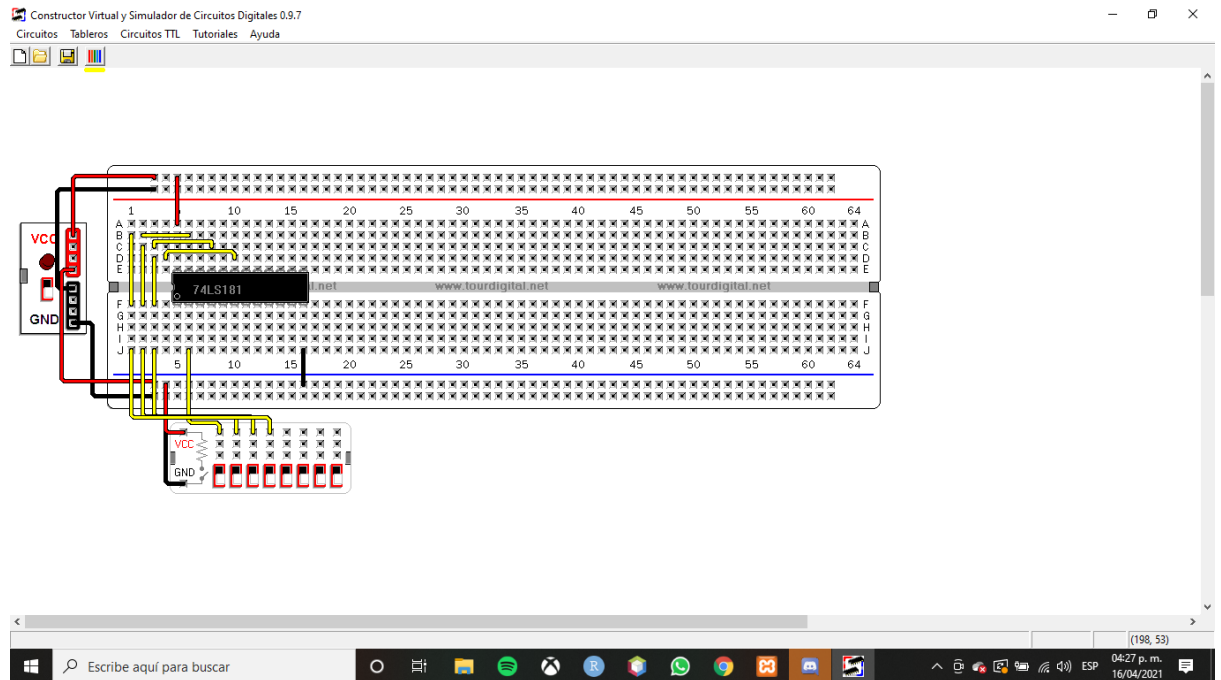 Constructor Virtual y Simulador de Circuitos Digitales 0.9.7
Circuitos Tableros Circuitos TTL Tutoriales Ayuda
1 10 15 20 25 30 35 40 45 50 55 60 64
A A
B B
C C
D D
E E
VCC
74LS181 l.net www.tourdigital.net www.tourdigital.net
F F
G G
GND
H H
I I
J J
5 10 15 20 25 30 35 40 45 50 55 60 64
VCC
GND
(198, 53)
Escribe aquí para buscar
R
ESP
04:27 p. m.
16/04/2021